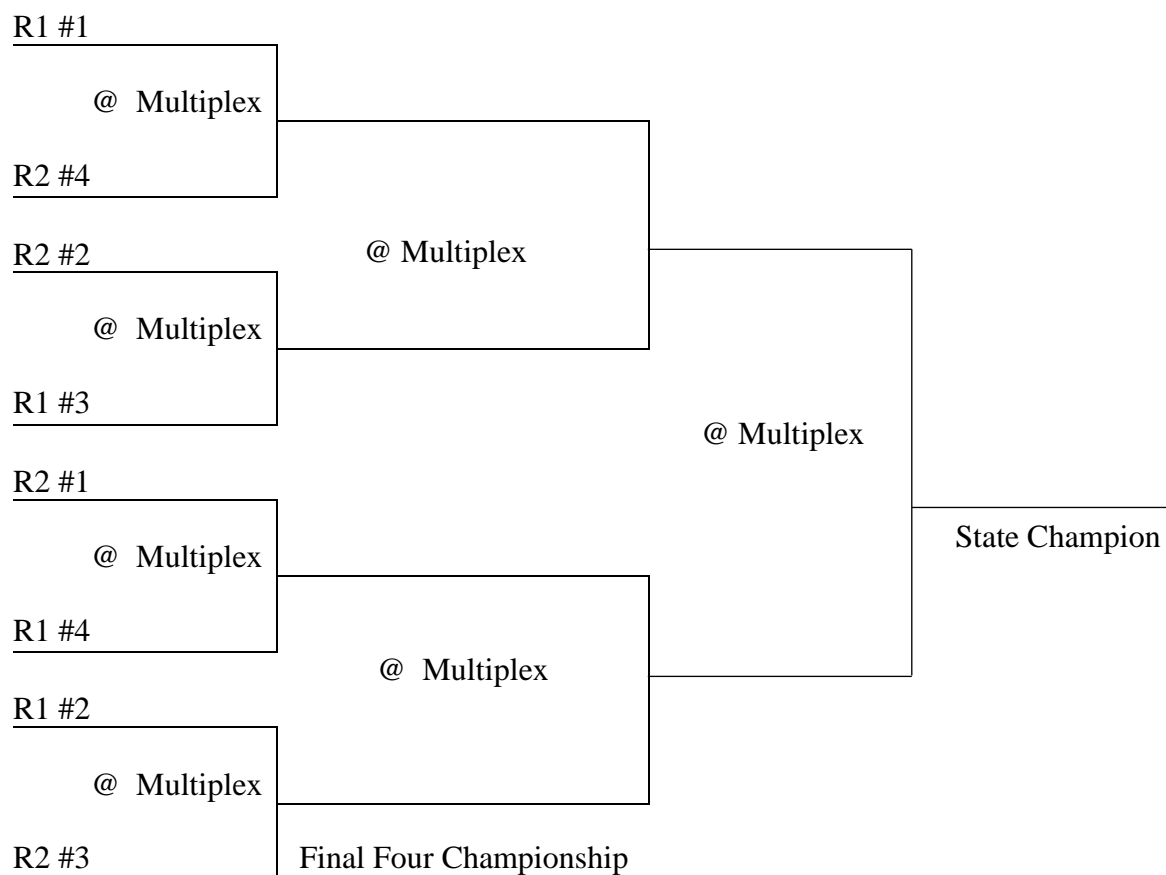 R1 #1
@ Multiplex
R2 #4
R2 #2
@ Multiplex
@ Multiplex
R1 #3
@ Multiplex
R2 #1
State Champion
@ Multiplex
R1 #4
@ Multiplex
R1 #2
@ Multiplex
R2 #3
Final Four Championship